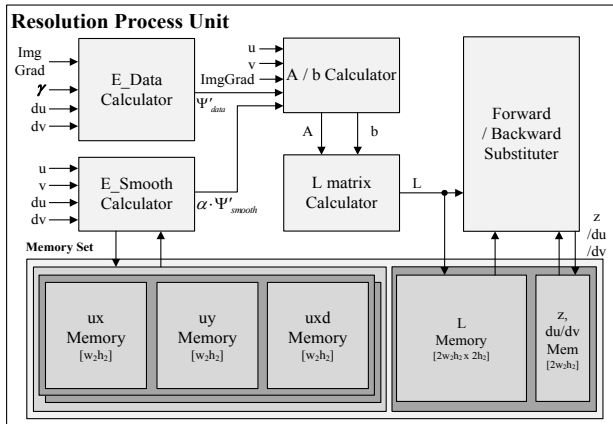 Resolution Process Unit
Img
Grad
γ
du
dv
E_Data
Calculator
Ψ'data
u
v
ImgGrad
A / b Calculator
A
b
Forward
/ Backward
Substituter
u
v
du
dv
E_Smooth
Calculator
α·Ψ'smooth
L matrix
Calculator
L
z
/du
/dv
Memory Set
ux
Memory
[w₂h₂]
uy
Memory
[w₂h₂]
uxd
Memory
[w₂h₂]
L
Memory
[2w₂h₂ x 2h₂]
z,
du/dv
Mem
[2w₂h₂]